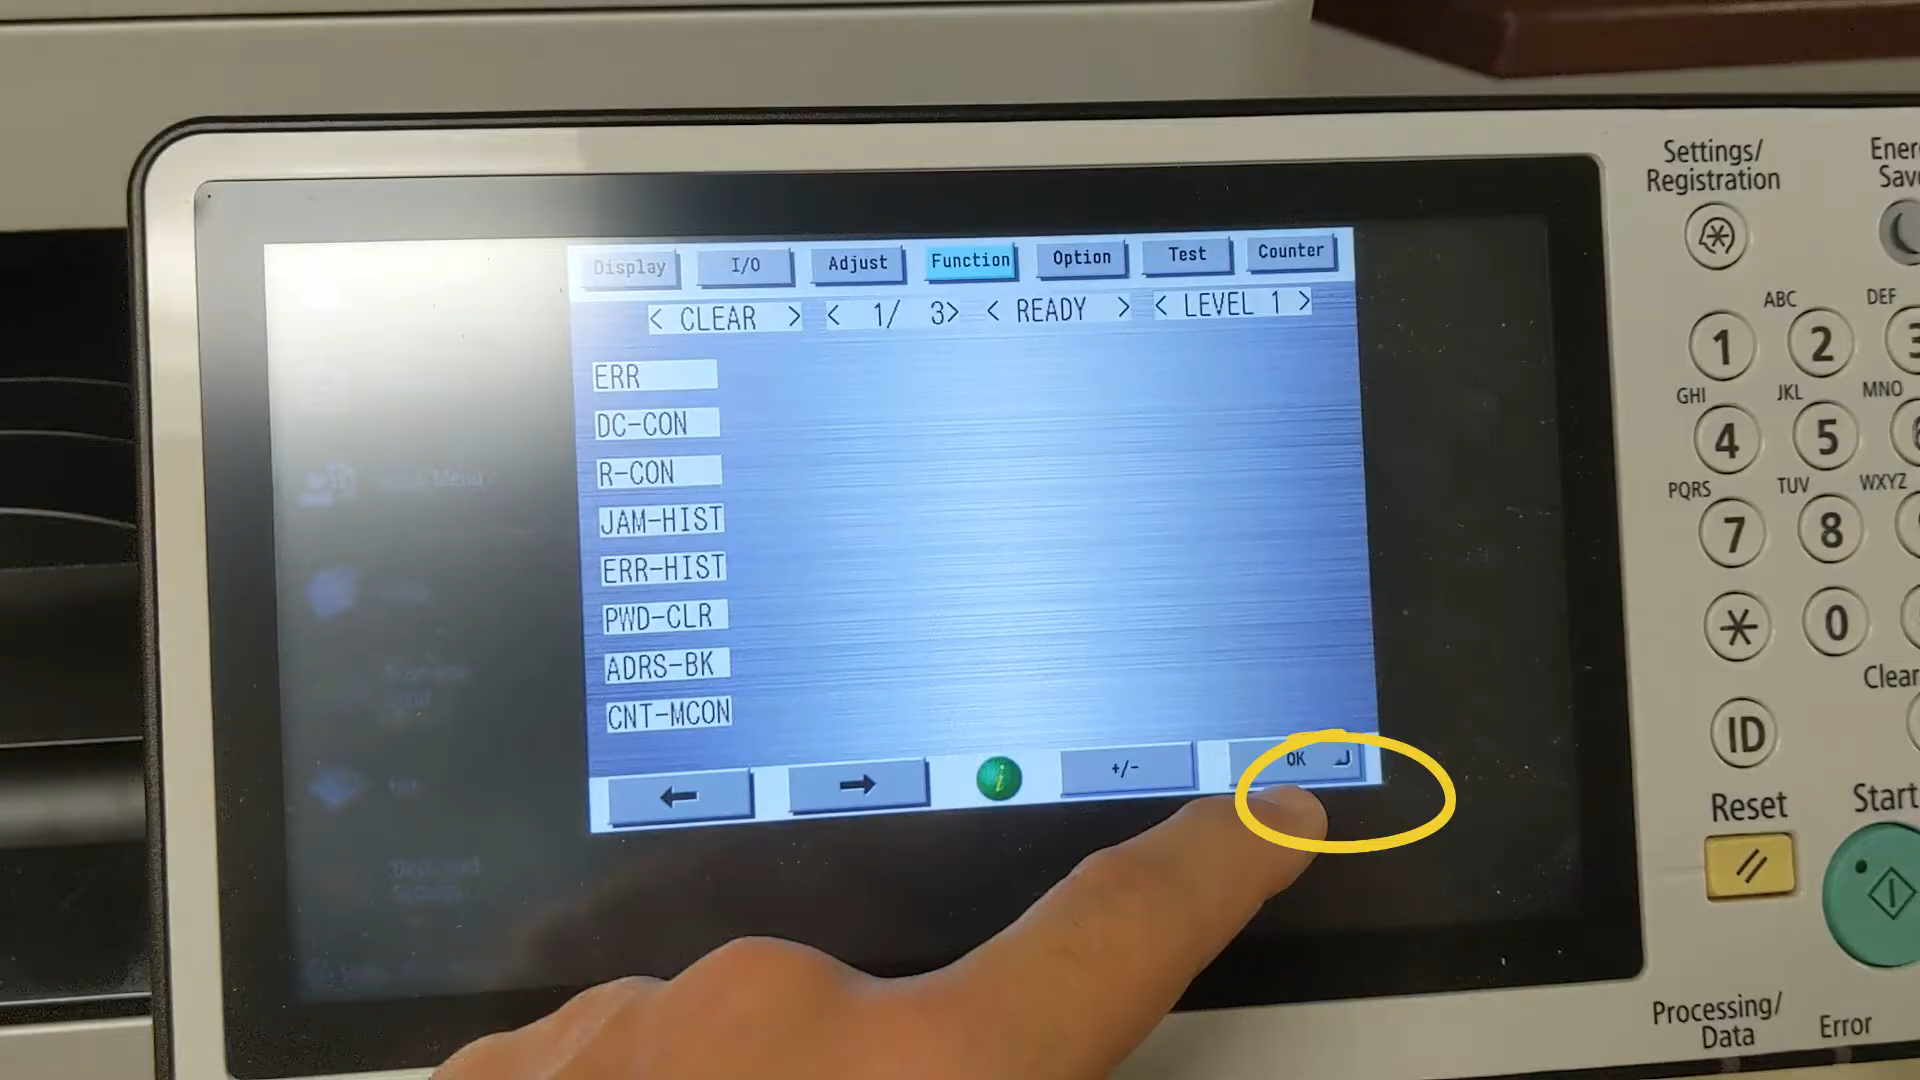 Display I/O Adjust Function Option Test Counter
< CLEAR > < 1/ 3> < READY > < LEVEL 1 >
ERR
DC-CON
R-CON
JAM-HIST
ERR-HIST
PWD-CLR
ADRS-BK
CNT-MCON
+/- OK
Settings/
Registration
ABC
DEF
1
2
3
GHI
JKL
MNO
4
5
PQRS
TUV
WXYZ
7
8
0
Clear
ID
Reset
Start
Processing/
Data
Error